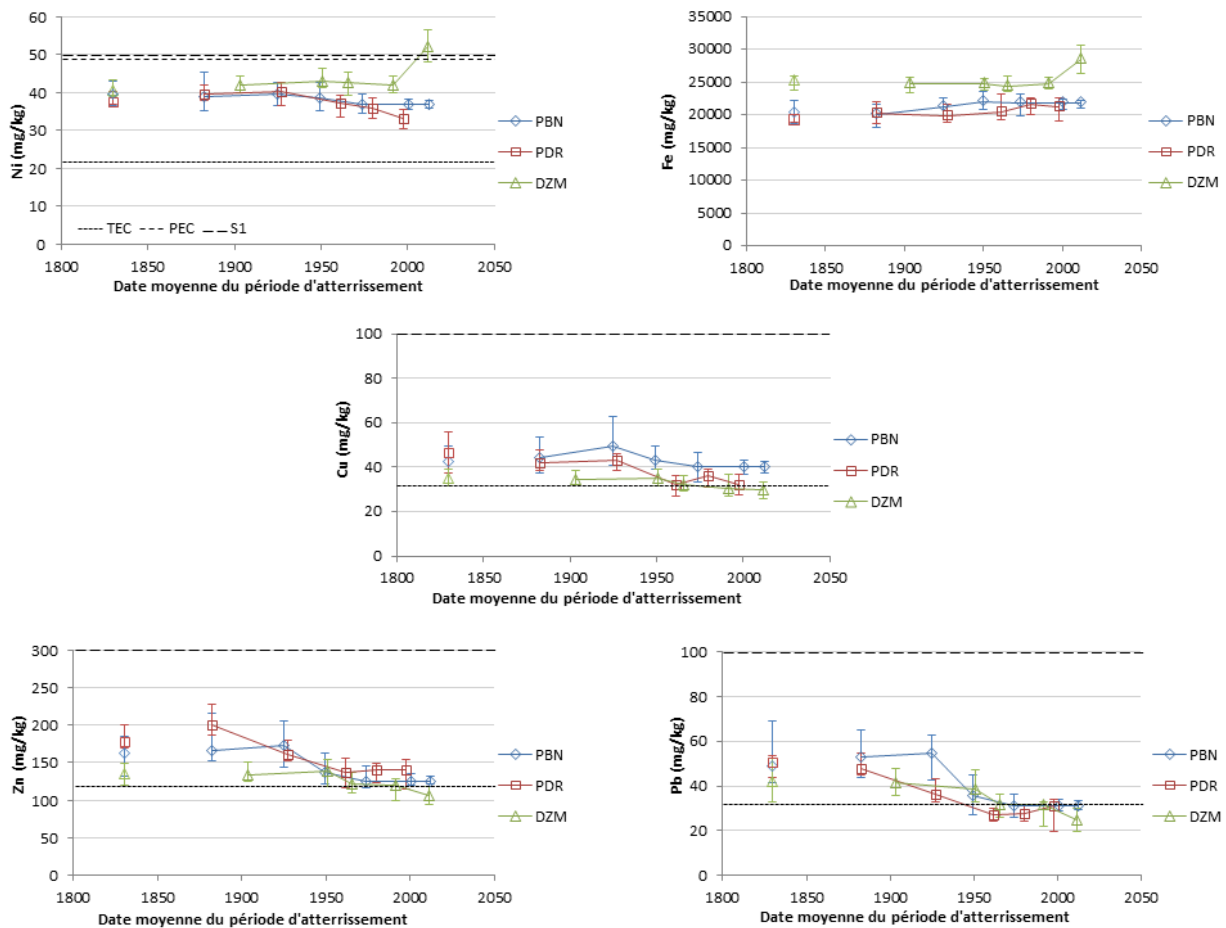 60
50
40
30
20
10
0
Ni (mg/kg)
TEC PEC S1
1800 1850 1900 1950 2000 2050
Date moyenne du période d'atterrissement
PBN
PDR
DZM
35000
30000
25000
20000
15000
10000
5000
0
Fe (mg/kg)
1800 1850 1900 1950 2000 2050
Date moyenne du période d'atterrissement
PBN
PDR
DZM
100
80
60
40
20
0
Cu (mg/kg)
1800 1850 1900 1950 2000 2050
Date moyenne du période d'atterrissement
PBN
PDR
DZM
300
250
200
150
100
50
0
Zn (mg/kg)
1800 1850 1900 1950 2000 2050
Date moyenne du période d'atterrissement
PBN
PDR
DZM
100
80
60
40
20
0
Pb (mg/kg)
1800 1850 1900 1950 2000 2050
Date moyenne du période d'atterrissement
PBN
PDR
DZM